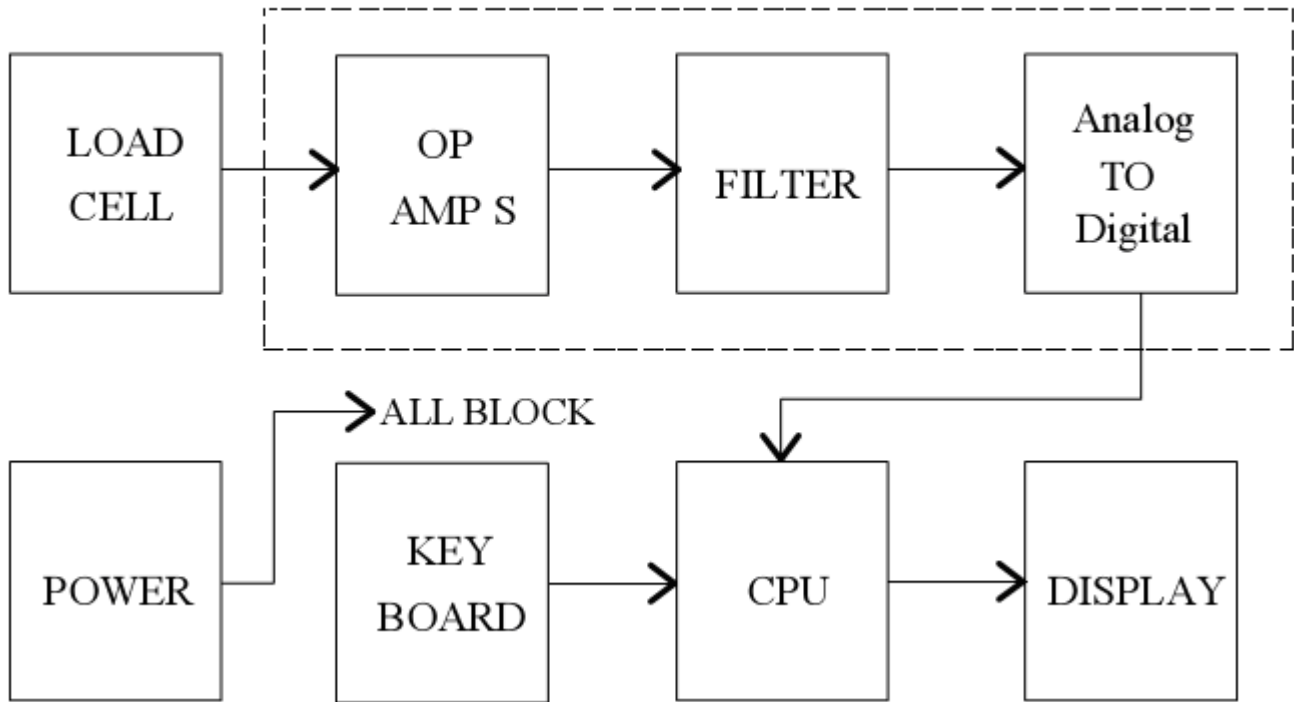 LOAD
CELL
OP
AMP S
FILTER
Analog
TO
Digital
ALL BLOCK
POWER
KEY
BOARD
CPU
DISPLAY